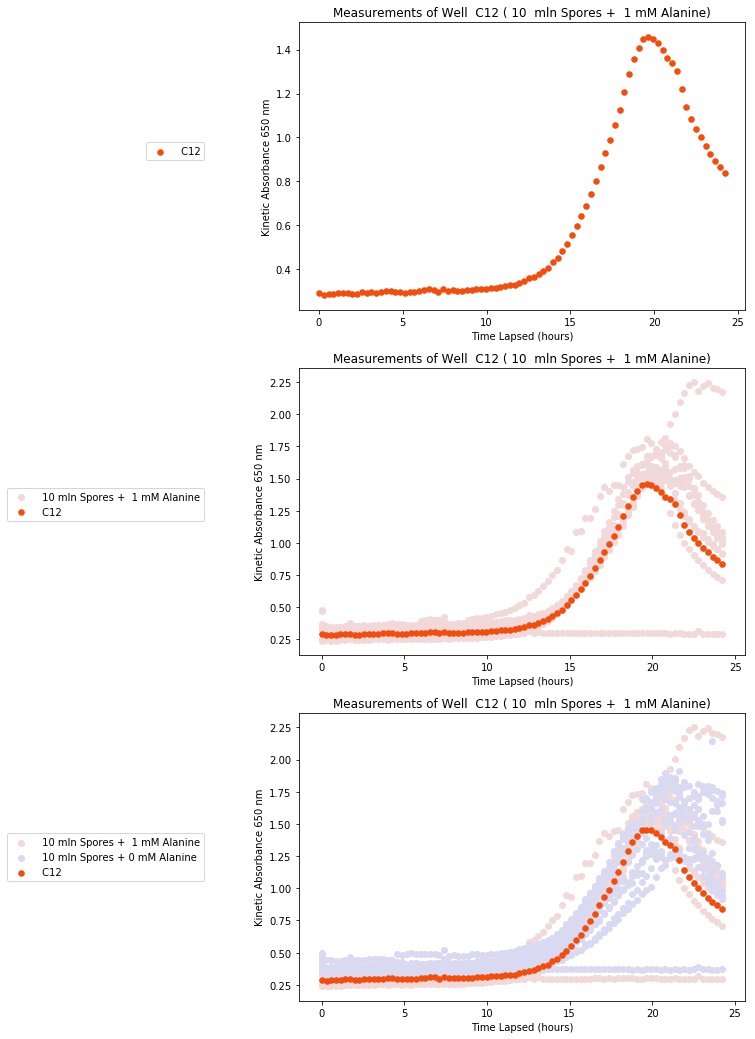 Measurements of Well  C12 ( 10  mln Spores +  1 mM Alanine)
1.4
1.2
1.0
0.8
0.6
0.4
Kinetic Absorbance 650 nm
C12
0
5
10
15
20
25
Time Lapsed (hours)
Measurements of Well  C12 ( 10  mln Spores +  1 mM Alanine)
2.25
2.00
1.75
1.50
1.25
1.00
0.75
0.50
0.25
Kinetic Absorbance 650 nm
10 mln Spores +  1 mM Alanine
C12
0
5
10
15
20
25
Time Lapsed (hours)
Measurements of Well  C12 ( 10  mln Spores +  1 mM Alanine)
2.25
2.00
1.75
1.50
1.25
1.00
0.75
0.50
0.25
Kinetic Absorbance 650 nm
10 mln Spores +  1 mM Alanine
10 mln Spores + 0 mM Alanine
C12
0
5
10
15
20
25
Time Lapsed (hours)